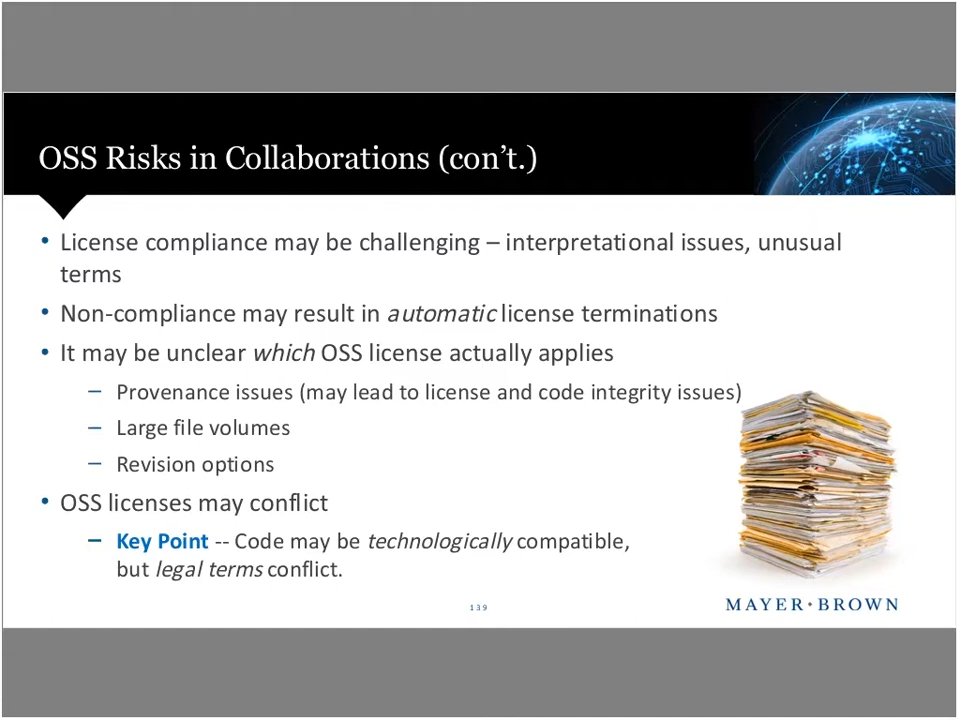 OSS Risks in Collaborations (con’t.)
• License compliance may be challenging – interpretational issues, unusual
terms
• Non-compliance may result in automatic license terminations
• It may be unclear which OSS license actually applies
– Provenance issues (may lead to license and code integrity issues)
– Large file volumes
– Revision options
• OSS licenses may conflict
– Key Point -- Code may be technologically compatible,
but legal terms conflict.
139
MAYER•BROWN